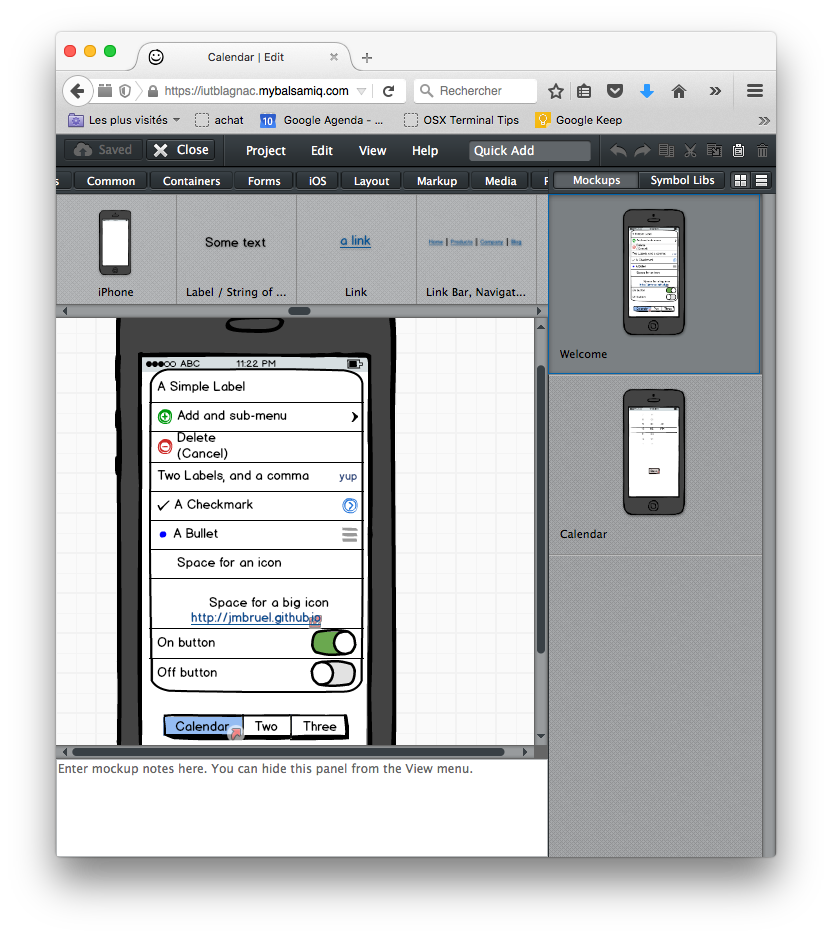 Calendar | Edit
https://iutblagnac.mybalsamiq.com
Rechercher
Les plus visités
achat
10
Google Agenda - ...
OSX Terminal Tips
Google Keep
Saved
Close
Project
Edit
View
Help
Quick Add
s
Common
Containers
Forms
iOS
Layout
Markup
Media
Mockups
Symbol Libs
iPhone
Some text
Label / String of ...
a link
Link
Home | Products | Company | Blog
Link Bar, Navigat...
ABC
11:22 PM
A Simple Label
Add and sub-menu
Delete
(Cancel)
Two Labels, and a comma
yup
A Checkmark
A Bullet
Space for an icon
Space for a big icon
http://jmbruel.github.io
On button
Off button
Calendar
Two
Three
Enter mockup notes here. You can hide this panel from the View menu.
Welcome
Calendar